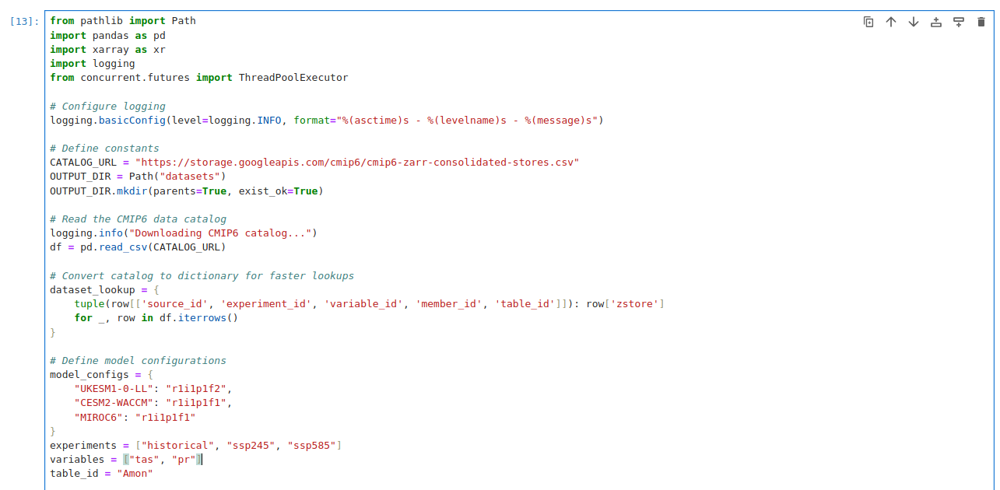 [13]:
from pathlib import Path
import pandas as pd
import xarray as xr
import logging
from concurrent.futures import ThreadPoolExecutor

# Configure logging
logging.basicConfig(level=logging.INFO, format="%(asctime)s - %(levelname)s - %(message)s")

# Define constants
CATALOG_URL = "https://storage.googleapis.com/cmip6/cmip6-zarr-consolidated-stores.csv"
OUTPUT_DIR = Path("datasets")
OUTPUT_DIR.mkdir(parents=True, exist_ok=True)

# Read the CMIP6 data catalog
logging.info("Downloading CMIP6 catalog...")
df = pd.read_csv(CATALOG_URL)

# Convert catalog to dictionary for faster lookups
dataset_lookup = {
    tuple(row[['source_id', 'experiment_id', 'variable_id', 'member_id', 'table_id']]): row['zstore']
    for _, row in df.iterrows()
}

# Define model configurations
model_configs = {
    "UKESM1-0-LL": "r1i1p1f2",
    "CESM2-WACCM": "r1i1p1f1",
    "MIROC6": "r1i1p1f1"
}
experiments = ["historical", "ssp245", "ssp585"]
variables = ["tas", "pr"]
table_id = "Amon"